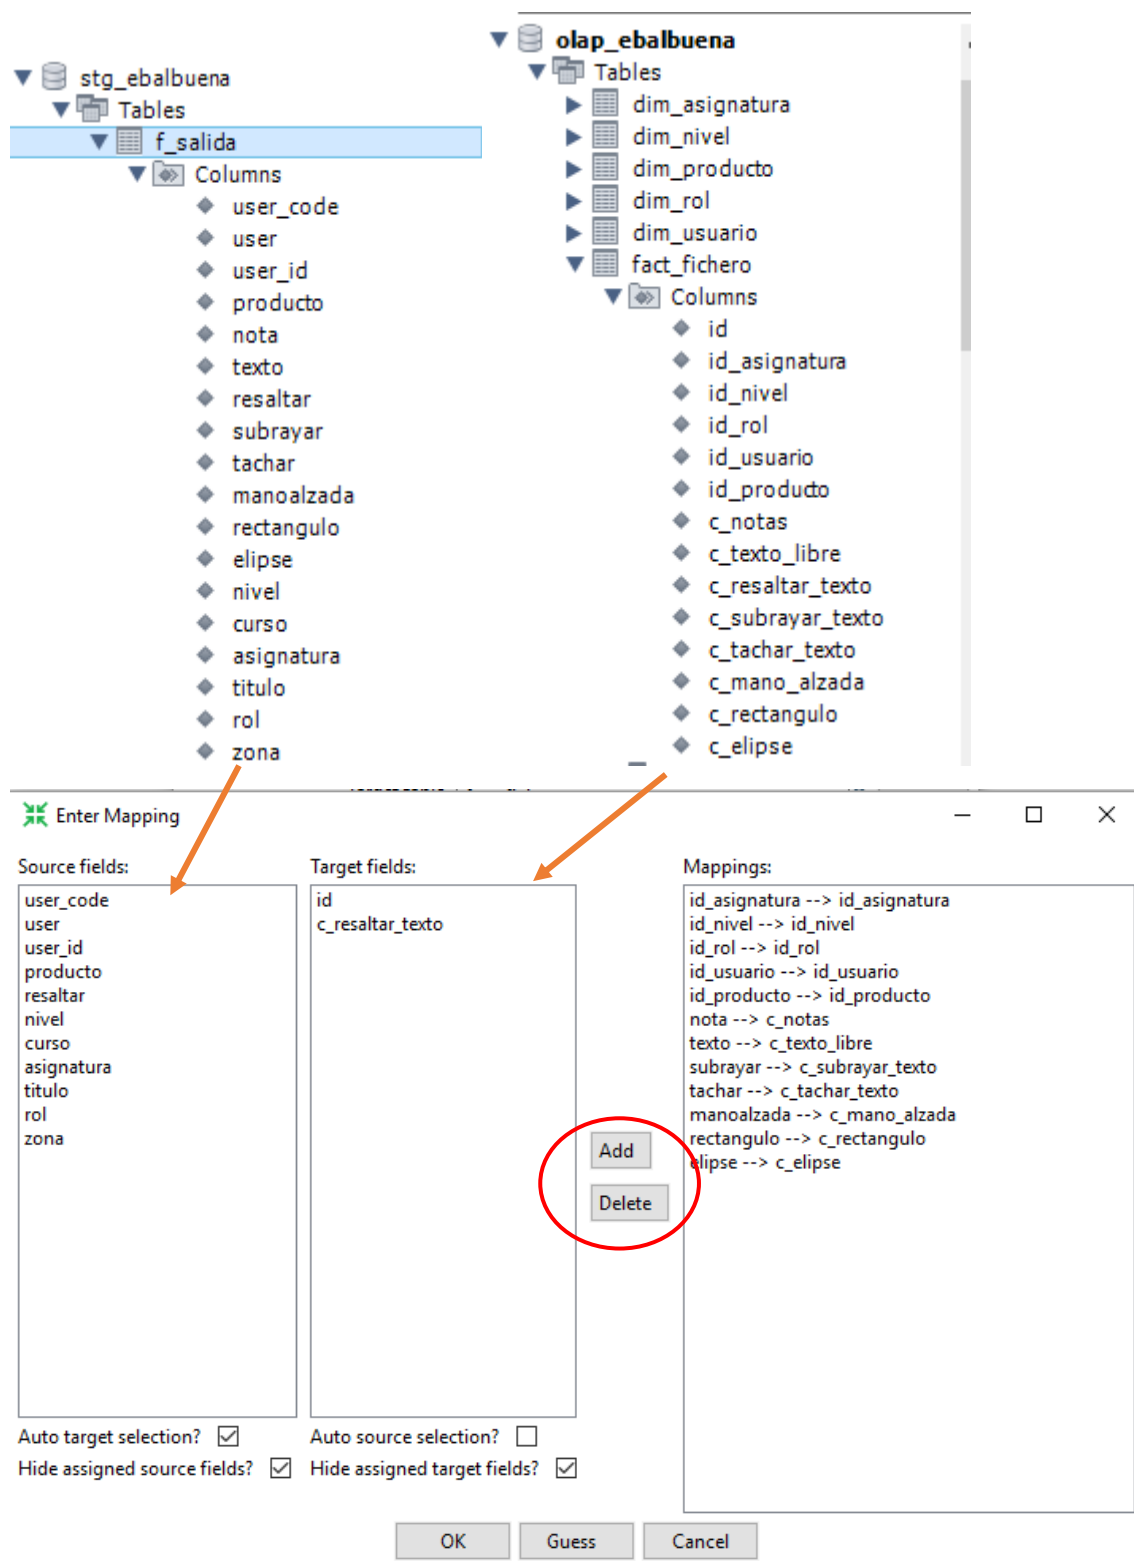 stg_ebalbuena
Tables
f_salida
Columns
user_code
user
user_id
producto
nota
texto
resaltar
subrayar
tachar
manoalzada
rectangulo
elipse
nivel
curso
asignatura
titulo
rol
zona
olap_ebalbuena
Tables
dim_asignatura
dim_nivel
dim_producto
dim_rol
dim_usuario
fact_fichero
Columns
id
id_asignatura
id_nivel
id_rol
id_usuario
id_producto
c_notas
c_texto_libre
c_resaltar_texto
c_subrayar_texto
c_tachar_texto
c_mano_alzada
c_rectangulo
c_elipse
Enter Mapping
Source fields:
user_code
user
user_id
producto
resaltar
nivel
curso
asignatura
titulo
rol
zona
Auto target selection?
Hide assigned source fields?
Target fields:
id
c_resaltar_texto
Auto source selection?
Hide assigned target fields?
Add
Delete
Mappings:
id_asignatura --> id_asignatura
id_nivel --> id_nivel
id_rol --> id_rol
id_usuario --> id_usuario
id_producto --> id_producto
nota --> c_notas
texto --> c_texto_libre
subrayar --> c_subrayar_texto
tachar --> c_tachar_texto
manoalzada --> c_mano_alzada
rectangulo --> c_rectangulo
elipse --> c_elipse
OK
Guess
Cancel